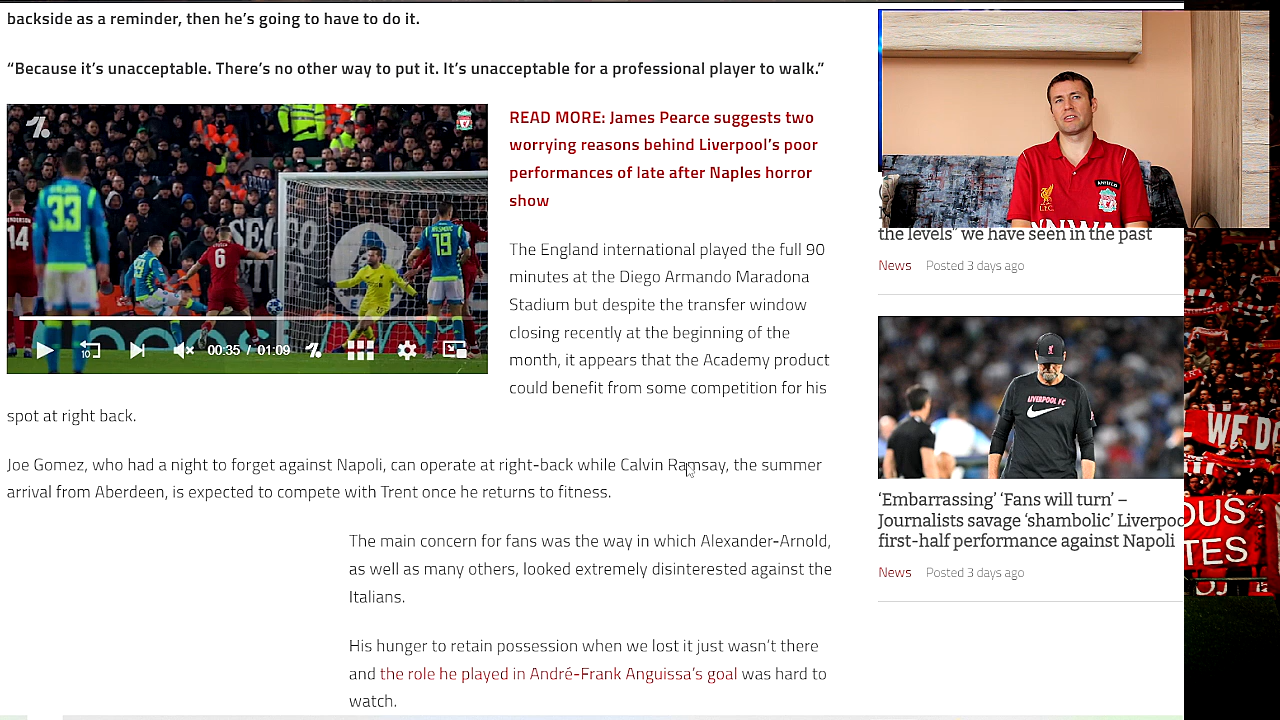 backside as a reminder, then he's going to have to do it.
“Because it's unacceptable. There's no other way to put it. It's unacceptable for a professional player to walk.”
33
14
6
19
00:35 / 01:09
10
READ MORE: James Pearce suggests two
worrying reasons behind Liverpool's poor
performances of late after Naples horror
show
The England international played the full 90
minutes at the Diego Armando Maradona
Stadium but despite the transfer window
closing recently at the beginning of the
month, it appears that the Academy product
could benefit from some competition for his
spot at right back.
Joe Gomez, who had a night to forget against Napoli, can operate at right-back while Calvin Ramsay, the summer
arrival from Aberdeen, is expected to compete with Trent once he returns to fitness.
The main concern for fans was the way in which Alexander-Arnold,
as well as many others, looked extremely disinterested against the
Italians.
His hunger to retain possession when we lost it just wasn't there
and the role he played in André-Frank Anguissa's goal was hard to
watch.
L.F.C.
the levels' we have seen in the past
News Posted 3 days ago
LIVERPOOL FC
‘Embarrassing’ ‘Fans will turn’ –
Journalists savage ‘shambolic’ Liverpoo
first-half performance against Napoli
News Posted 3 days ago
WE DO
OUS
TES